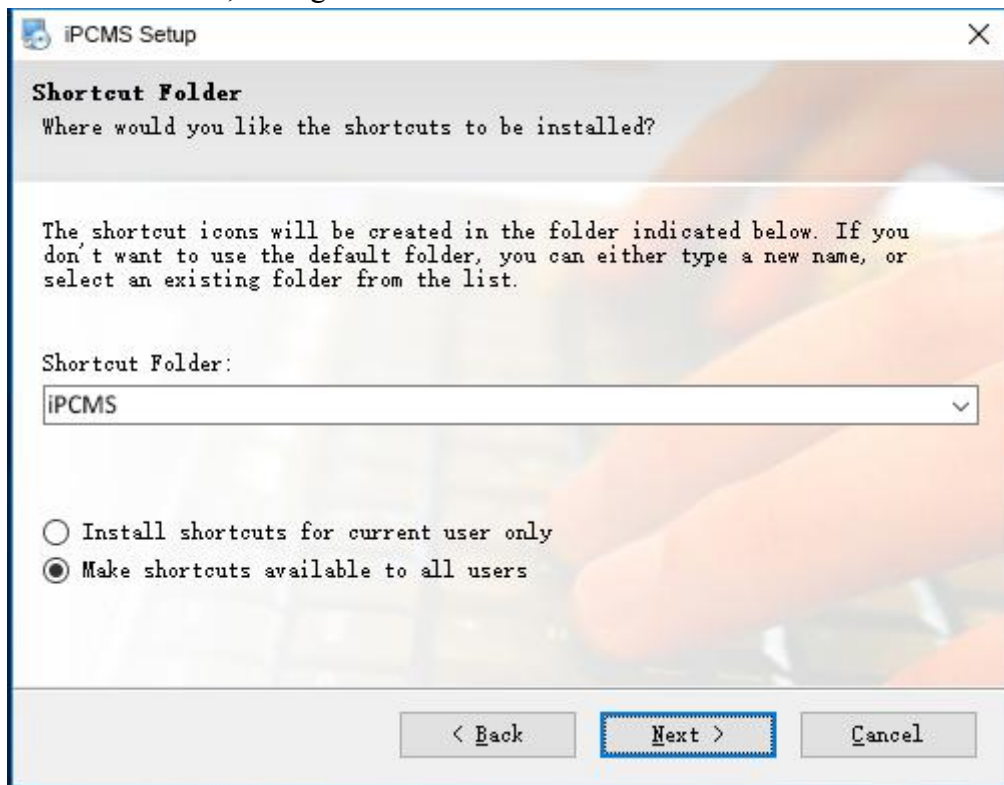 iPCMS Setup
Shortcut Folder
Where would you like the shortcuts to be installed?
The shortcut icons will be created in the folder indicated below. If you
don't want to use the default folder, you can either type a new name, or
select an existing folder from the list.
Shortcut Folder:
iPCMS
Install shortcuts for current user only
Make shortcuts available to all users
< Back
Next >
Cancel